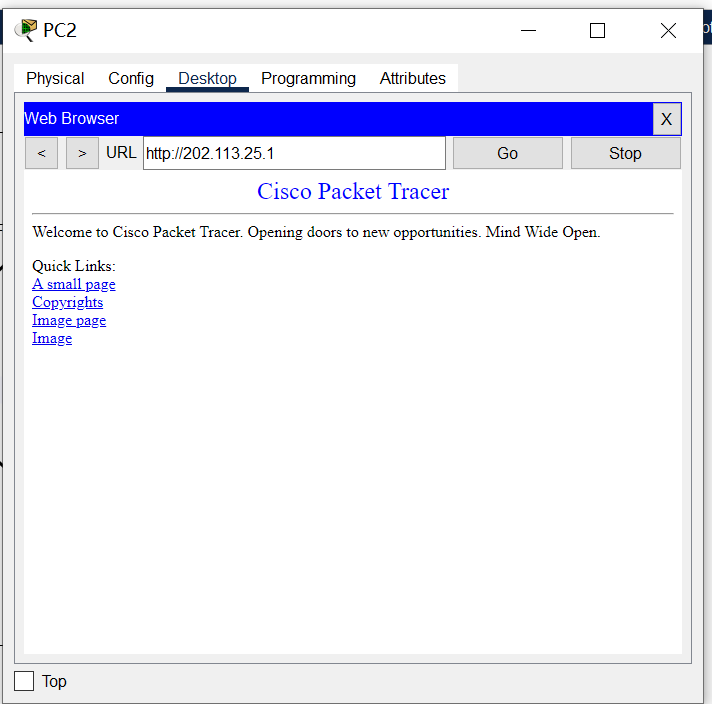 PC2
Physical Config Desktop Programming Attributes
Web Browser X
< > URL http://202.113.25.1 Go Stop
Cisco Packet Tracer
Welcome to Cisco Packet Tracer. Opening doors to new opportunities. Mind Wide Open.
Quick Links:
A small page
Copyrights
Image page
Image
Top